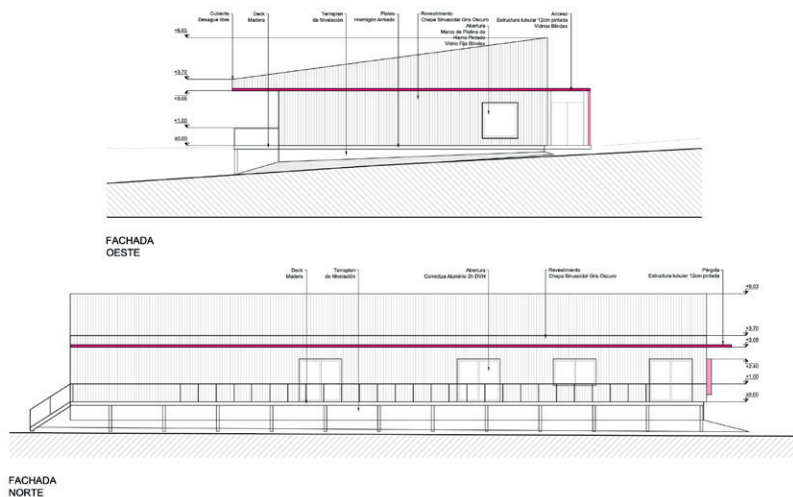 Cubierta
Desague libre
Deck
Madera
Terraplen
de Nivelación
Platea
Hormigón Armado
Revestimiento
Chapa Sinusoidal Gris Oscuro
Abertura
Marco de Platina de
Hierro Pintado
Vidrio Fijo Blindex
Acceso
Estructura tubular 12cm pintada
Vidrios Blindex
+6.03
+3.70
+3.05
+1.00
±0.00
FACHADA
OESTE
Deck
Madera
Terraplen
de Nivelación
Abertura
Corrediza Aluminio 2h DVH
Revestimiento
Chapa Sinusoidal Gris Oscuro
Pérgola
Estructura tubular 12cm pintada
+6.03
+3.70
+3.05
+2.40
+1.00
±0.00
FACHADA
NORTE